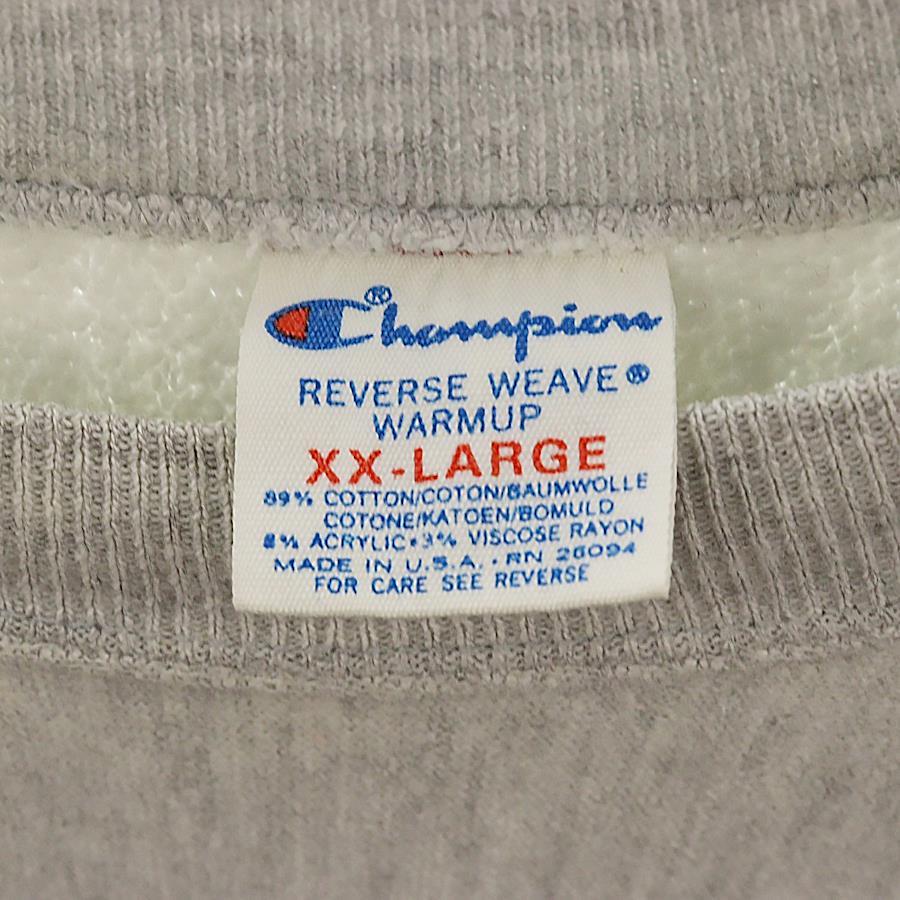 Champion®
REVERSE WEAVE®
WARMUP
XX-LARGE
89% COTTON/COTON/BAUMWOLLE
COTONE/KATOEN/BOMULD
8% ACRYLIC•3% VISCOSE RAYON
MADE IN U.S.A. • RN 26094
FOR CARE SEE REVERSE